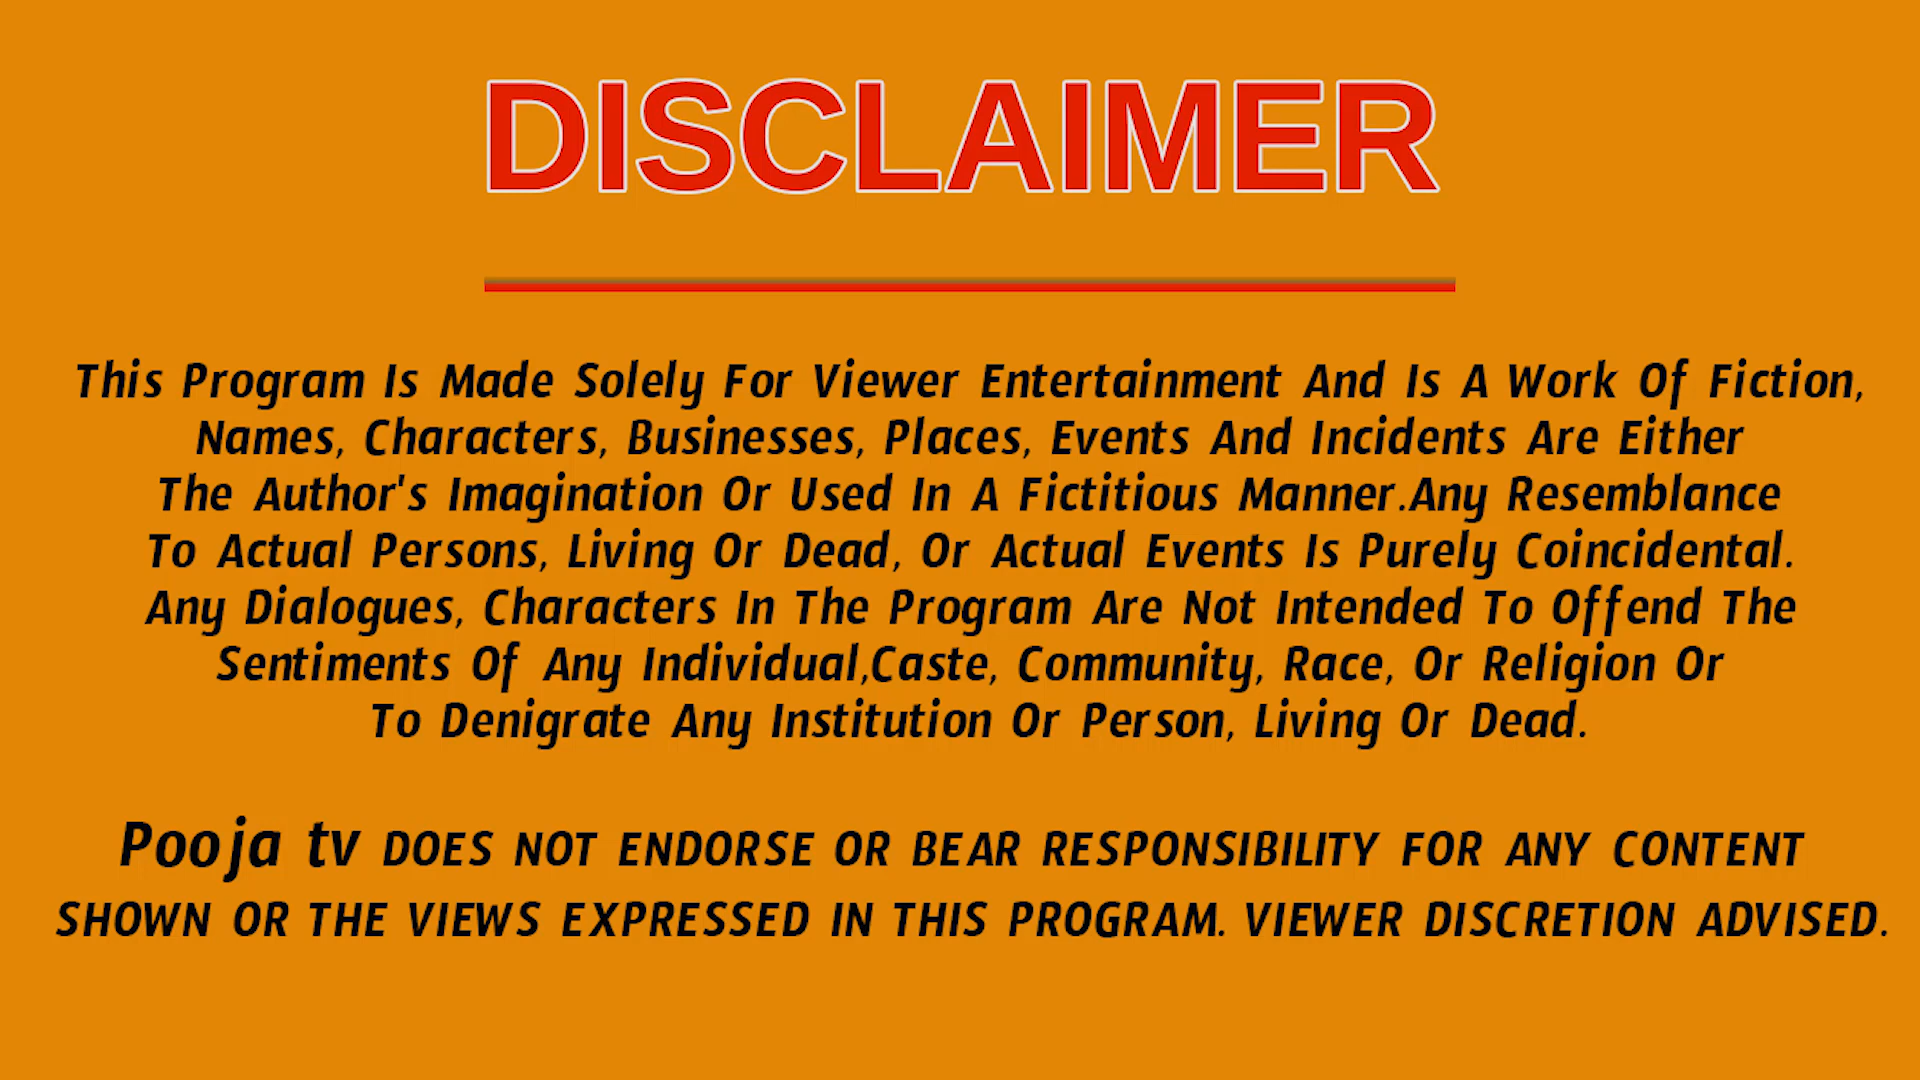 DISCLAIMER
This Program Is Made Solely For Viewer Entertainment And Is A Work Of Fiction,
Names, Characters, Businesses, Places, Events And Incidents Are Either
The Author's Imagination Or Used In A Fictitious Manner.Any Resemblance
To Actual Persons, Living Or Dead, Or Actual Events Is Purely Coincidental.
Any Dialogues, Characters In The Program Are Not Intended To Offend The
Sentiments Of Any Individual,Caste, Community, Race, Or Religion Or
To Denigrate Any Institution Or Person, Living Or Dead.
Pooja tv DOES NOT ENDORSE OR BEAR RESPONSIBILITY FOR ANY CONTENT
SHOWN OR THE VIEWS EXPRESSED IN THIS PROGRAM. VIEWER DISCRETION ADVISED.